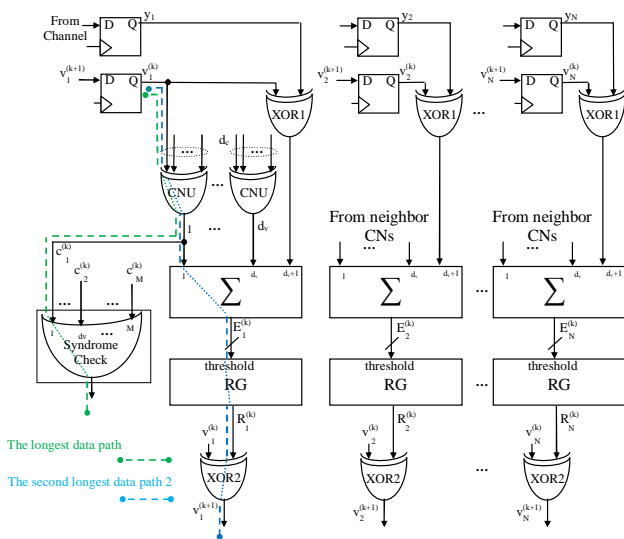 From Channel
D Q
y1
D Q
y2
D Q
yN
v1(k+1)
D Q
v1(k)
v2(k+1)
D Q
v2(k)
vN(k+1)
D Q
vN(k)
XOR1
XOR1
...
XOR1
dc
...
...
CNU
...
CNU
1
...
dv
From neighbor CNs
From neighbor CNs
c1(k)
c2(k)
cM(k)
...
...
1
dv
...
M
Syndrome Check
1
dv
dv+1
∑
1
...
dv
dv+1
∑
...
1
...
dv
dv+1
∑
E1(k)
E2(k)
EN(k)
threshold
RG
threshold
RG
...
threshold
RG
v1(k)
R1(k)
v2(k)
R2(k)
vN(k)
RN(k)
XOR2
XOR2
...
XOR2
v1(k+1)
v2(k+1)
vN(k+1)
The longest data path
The second longest data path 2